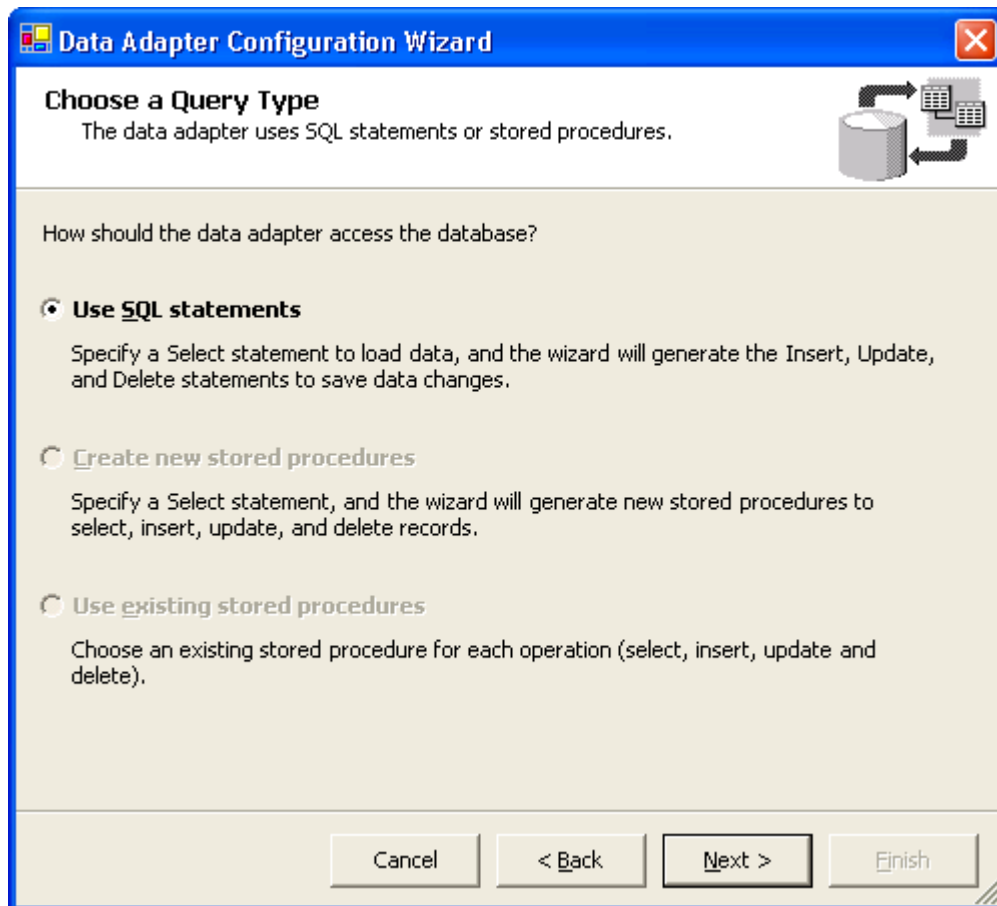 Data Adapter Configuration Wizard
Choose a Query Type
The data adapter uses SQL statements or stored procedures.
How should the data adapter access the database?
Use SQL statements
Specify a Select statement to load data, and the wizard will generate the Insert, Update,
and Delete statements to save data changes.
Create new stored procedures
Specify a Select statement, and the wizard will generate new stored procedures to
select, insert, update, and delete records.
Use existing stored procedures
Choose an existing stored procedure for each operation (select, insert, update and
delete).
Cancel
< Back
Next >
Finish